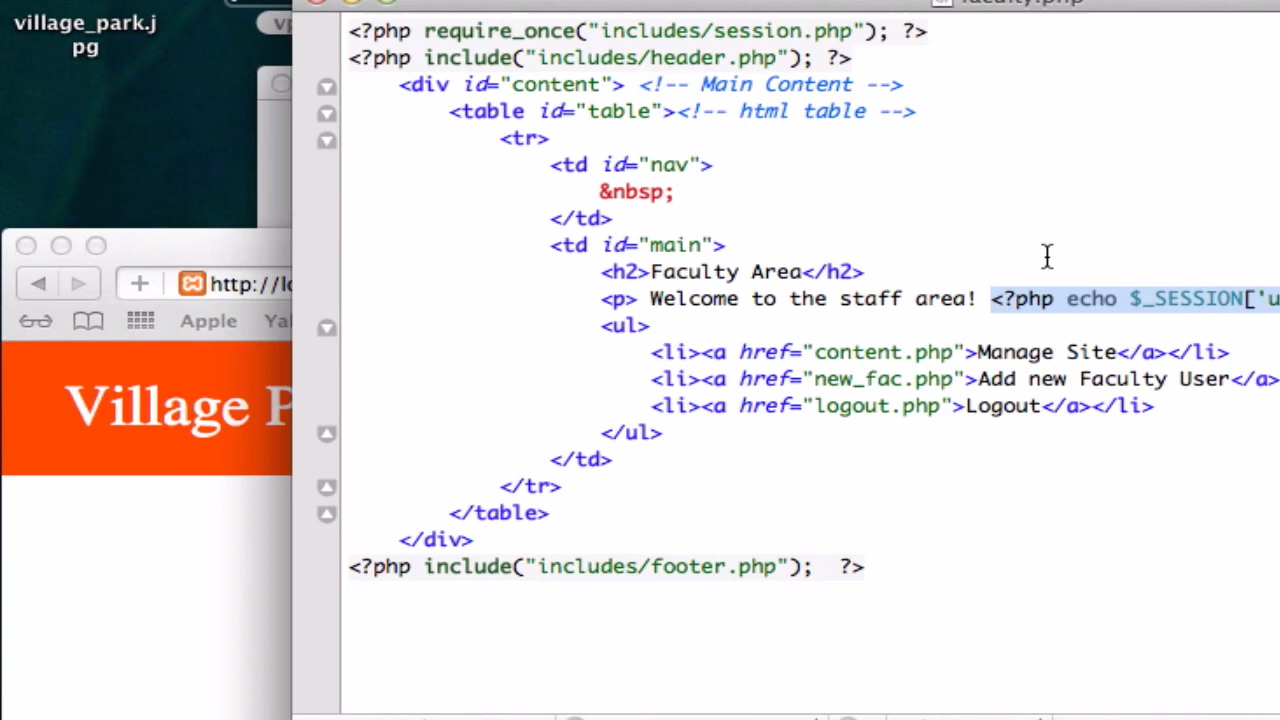 village_park.j
pg
faculty.php
<?php require_once("includes/session.php"); ?>
<?php include("includes/header.php"); ?>
<div id="content"> <!-- Main Content -->
<table id="table"><!-- html table -->
<tr>
<td id="nav">
&nbsp;
</td>
<td id="main">
<h2>Faculty Area</h2>
<p> Welcome to the staff area! <?php echo $_SESSION['u
<ul>
<li><a href="content.php">Manage Site</a></li>
<li><a href="new_fac.php">Add new Faculty User</a>
<li><a href="logout.php">Logout</a></li>
</ul>
</td>
</tr>
</table>
</div>
<?php include("includes/footer.php");  ?>
vp
http://lo
Apple Ya
Village P